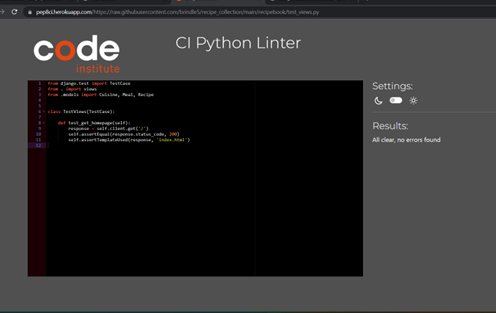 pep8ci.herokuapp.com/https://raw.githubusercontent.com/brindle5/recipe_collection/main/recipebook/test_views.py
code
institute
CI Python Linter
1 from django.test import TestCase
2 from . import views
3 from .models import Cuisine, Meal, Recipe
4
5
6 class TestViews(TestCase):
7
8 def test_get_homepage(self):
9 response = self.client.get('/')
10 self.assertEqual(response.status_code, 200)
11 self.assertTemplateUsed(response, 'index.html')
12
Settings:
Results:
All clear, no errors found